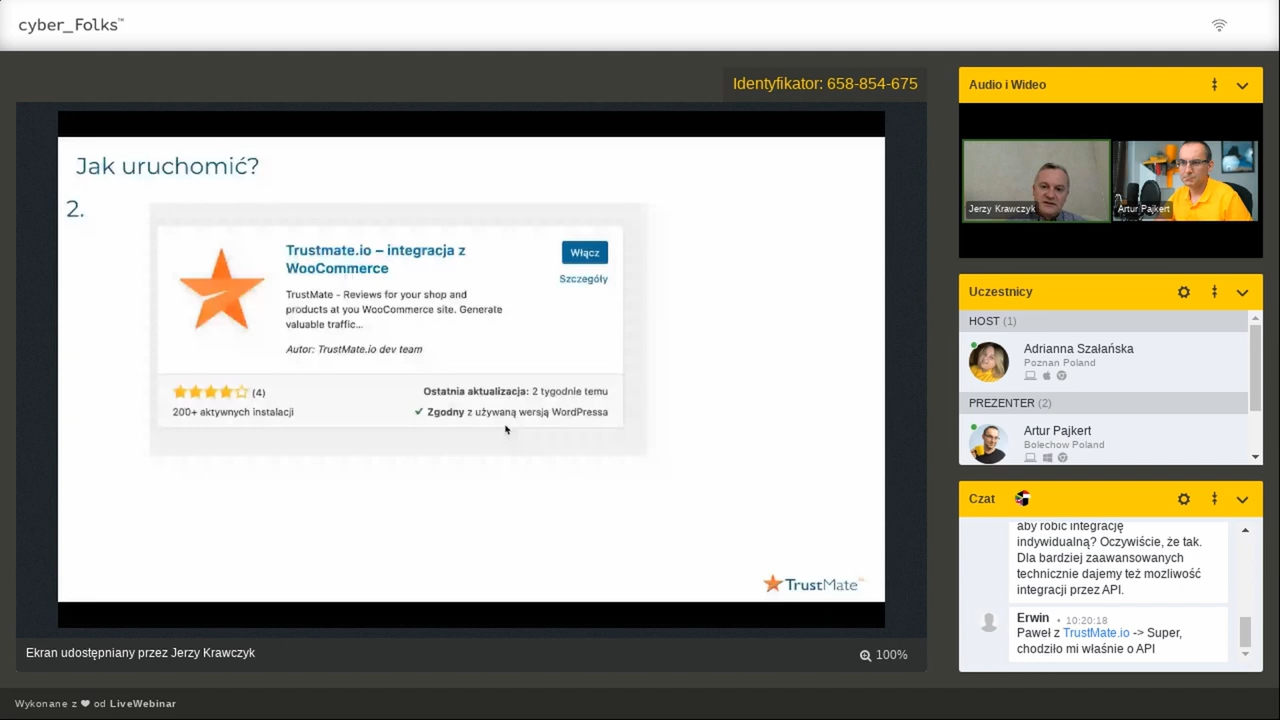 cyber_Folks™
Identyfikator: 658-854-675
Jak uruchomić?
2.
Trustmate.io – integracja z
WooCommerce
Włącz
Szczegóły
TrustMate - Reviews for your shop and
products at you WooCommerce site. Generate
valuable traffic...
Autor: TrustMate.io dev team
(4)
200+ aktywnych instalacji
Ostatnia aktualizacja: 2 tygodnie temu
Zgodny z używaną wersją WordPressa
TrustMate
Ekran udostępniany przez Jerzy Krawczyk
100%
Audio i Wideo
Jerzy Krawczyk
Artur Pajkert
Uczestnicy
HOST (1)
Adrianna Szałańska
Poznan Poland
PREZENTER (2)
Artur Pajkert
Bolechow Poland
Czat
aby robic integrację
indywidualną? Oczywiście, że tak.
Dla bardziej zaawansowanych
technicznie dajemy też mozliwość
integracji przez API.
Erwin • 10:20:18
Paweł z TrustMate.io -> Super,
chodziło mi właśnie o API
Wykonane z ❤ od LiveWebinar